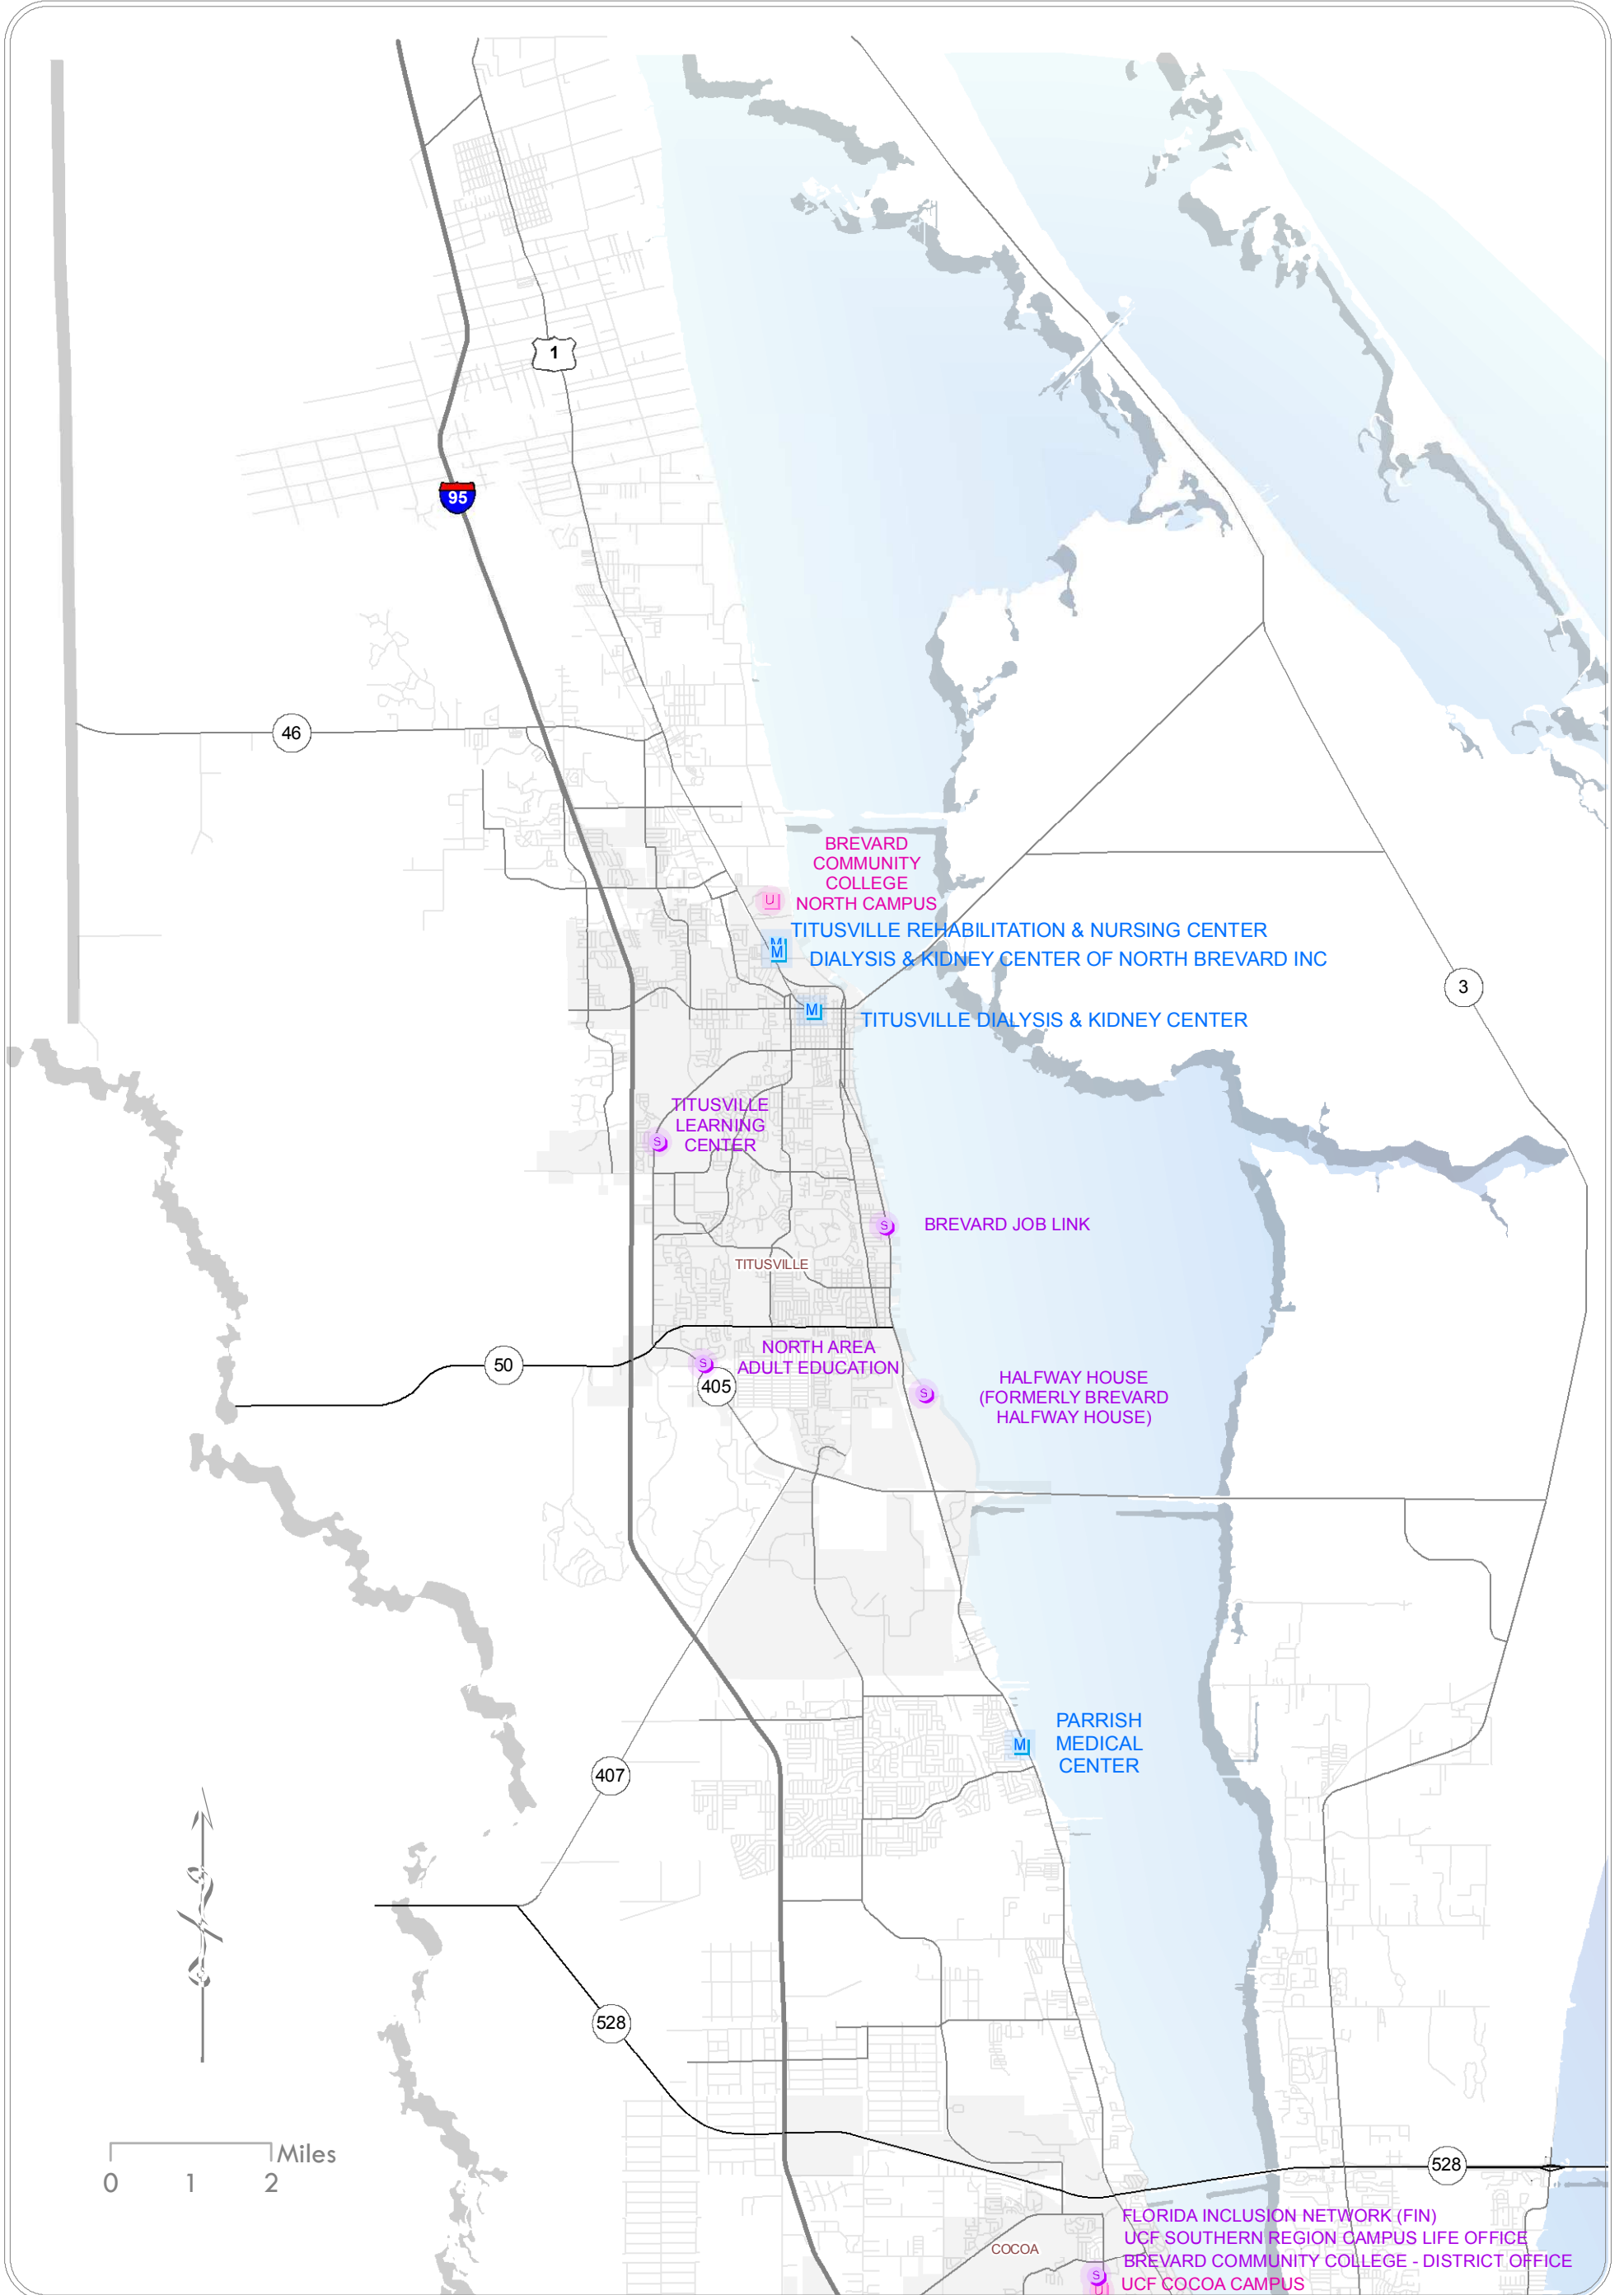 1
95
46
BREVARD
COMMUNITY
COLLEGE
NORTH CAMPUS
U
TITUSVILLE REHABILITATION & NURSING CENTER
M
M
DIALYSIS & KIDNEY CENTER OF NORTH BREVARD INC
3
M
TITUSVILLE DIALYSIS & KIDNEY CENTER
TITUSVILLE
LEARNING
CENTER
S
S
BREVARD JOB LINK
TITUSVILLE
NORTH AREA
ADULT EDUCATION
S
50
405
HALFWAY HOUSE
(FORMERLY BREVARD
HALFWAY HOUSE)
S
PARRISH
MEDICAL
CENTER
M
407
528
Miles
0 1 2
528
FLORIDA INCLUSION NETWORK (FIN)
UCF SOUTHERN REGION CAMPUS LIFE OFFICE
COCOA
BREVARD COMMUNITY COLLEGE - DISTRICT OFFICE
S
UCF COCOA CAMPUS
U